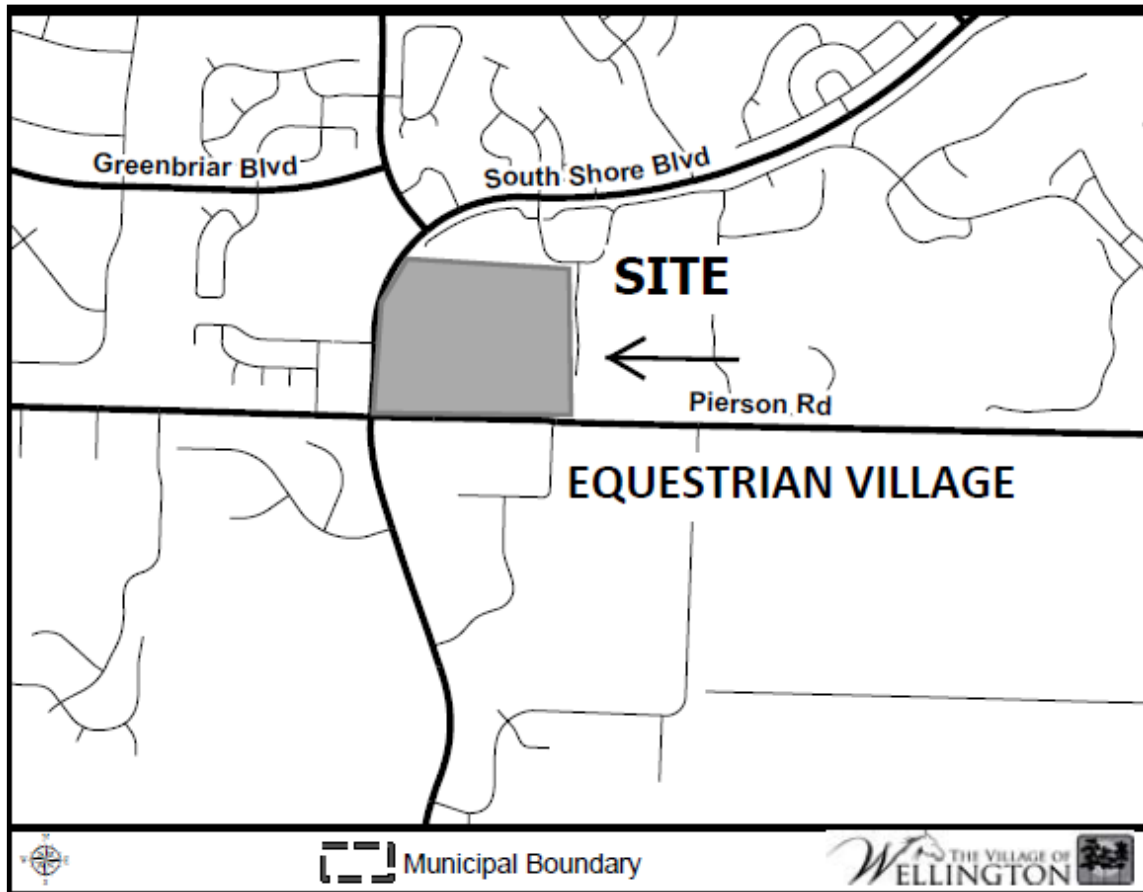 Greenbriar Blvd
South Shore Blvd
SITE
Pierson Rd
EQUESTRIAN VILLAGE
N
W E
S
Municipal Boundary
THE VILLAGE OF
WELLINGTON